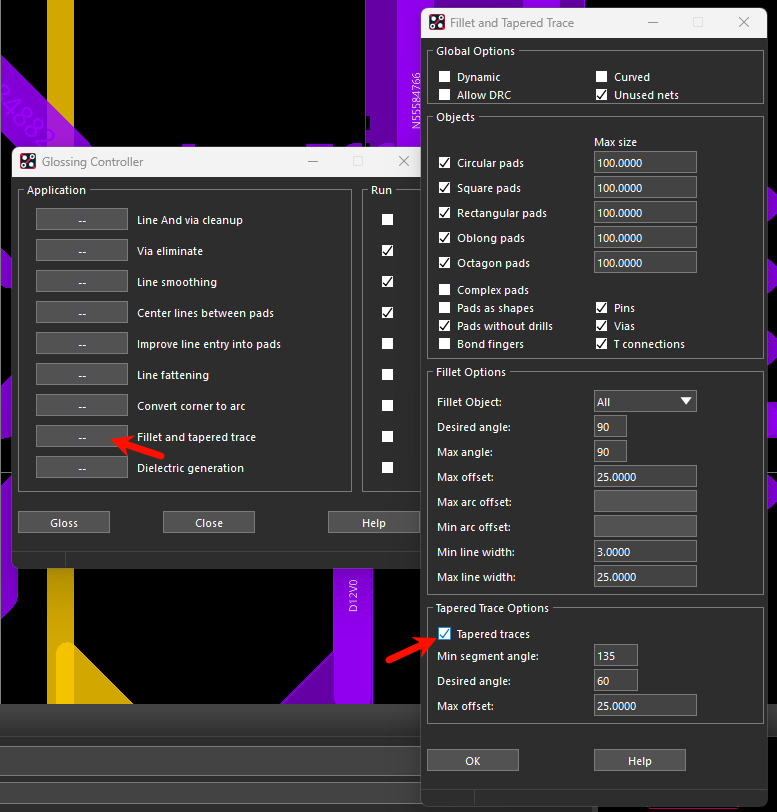 24882
N55584766
Glossing Controller
Application
Run
-- Line And via cleanup
-- Via eliminate
-- Line smoothing
-- Center lines between pads
-- Improve line entry into pads
-- Line fattening
-- Convert corner to arc
-- Fillet and tapered trace
-- Dielectric generation
Gloss Close Help
D12V0
Fillet and Tapered Trace
Global Options
Dynamic Curved
Allow DRC Unused nets
Objects
Max size
Circular pads 100.0000
Square pads 100.0000
Rectangular pads 100.0000
Oblong pads 100.0000
Octagon pads 100.0000
Complex pads
Pads as shapes Pins
Pads without drills Vias
Bond fingers T connections
Fillet Options
Fillet Object: All
Desired angle: 90
Max angle: 90
Max offset: 25.0000
Max arc offset:
Min arc offset:
Min line width: 3.0000
Max line width: 25.0000
Tapered Trace Options
Tapered traces
Min segment angle: 135
Desired angle: 60
Max offset: 25.0000
OK Help